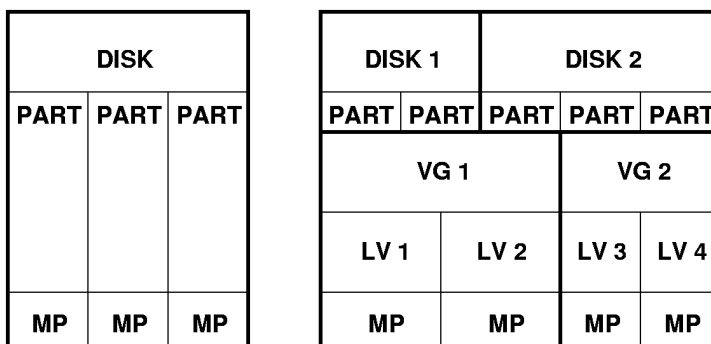 DISK
PART PART PART
MP MP MP
DISK 1 DISK 2
PART PART PART PART PART
VG 1 VG 2
LV 1 LV 2 LV 3 LV 4
MP MP MP MP